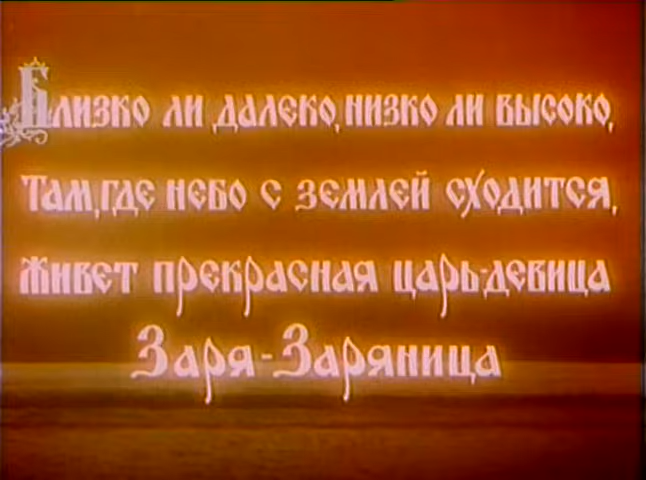 Близко ли далеко, низко ли высоко,
Там, где небо с землей сходится,
Живет прекрасная царь-девица
Заря-Заряница